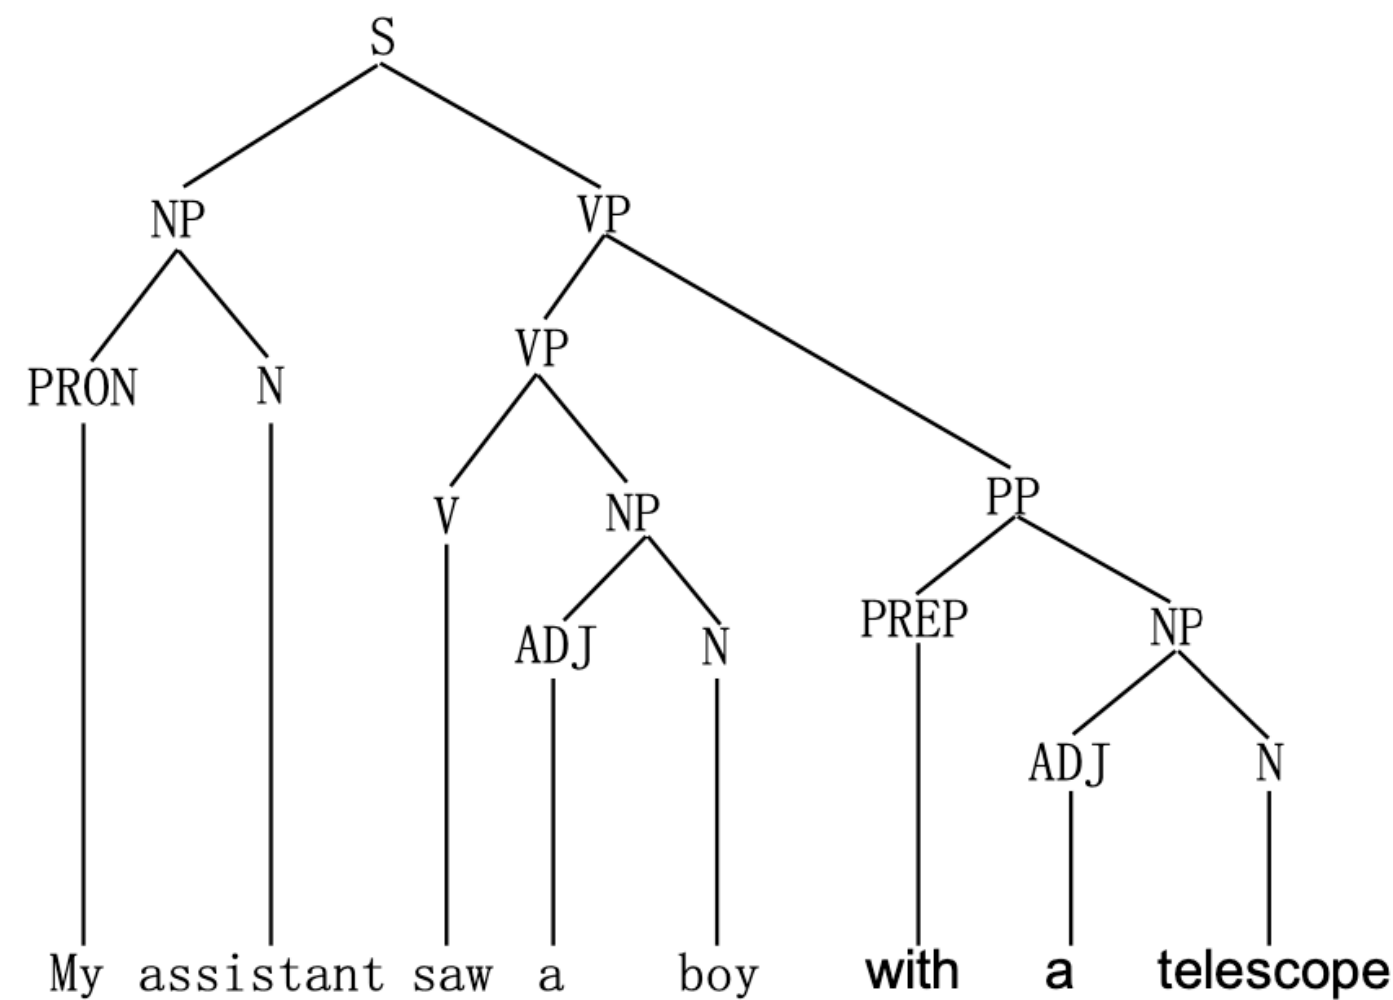 S
NP VP
VP
PRON N
V NP PP
ADJ N PREP NP
ADJ N
My assistant saw a boy with a telescope